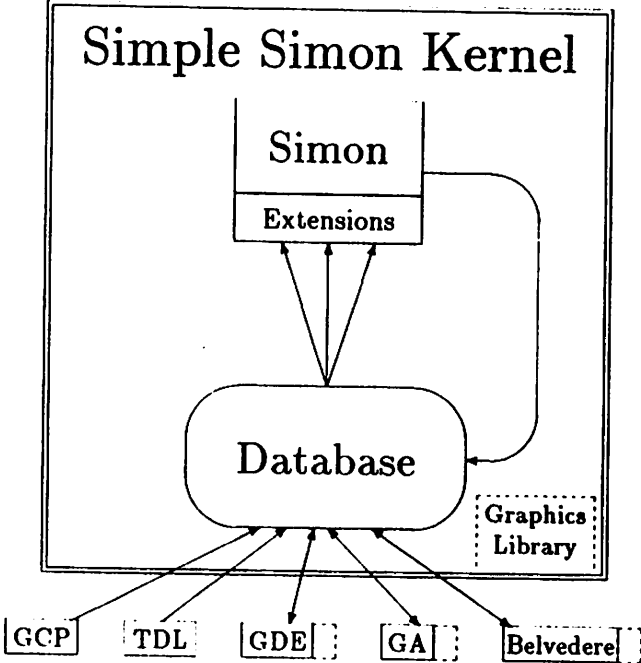 Simple Simon Kernel
Simon
Extensions
Database
Graphics
Library
GCP
TDL
GDE
GA
Belvedere